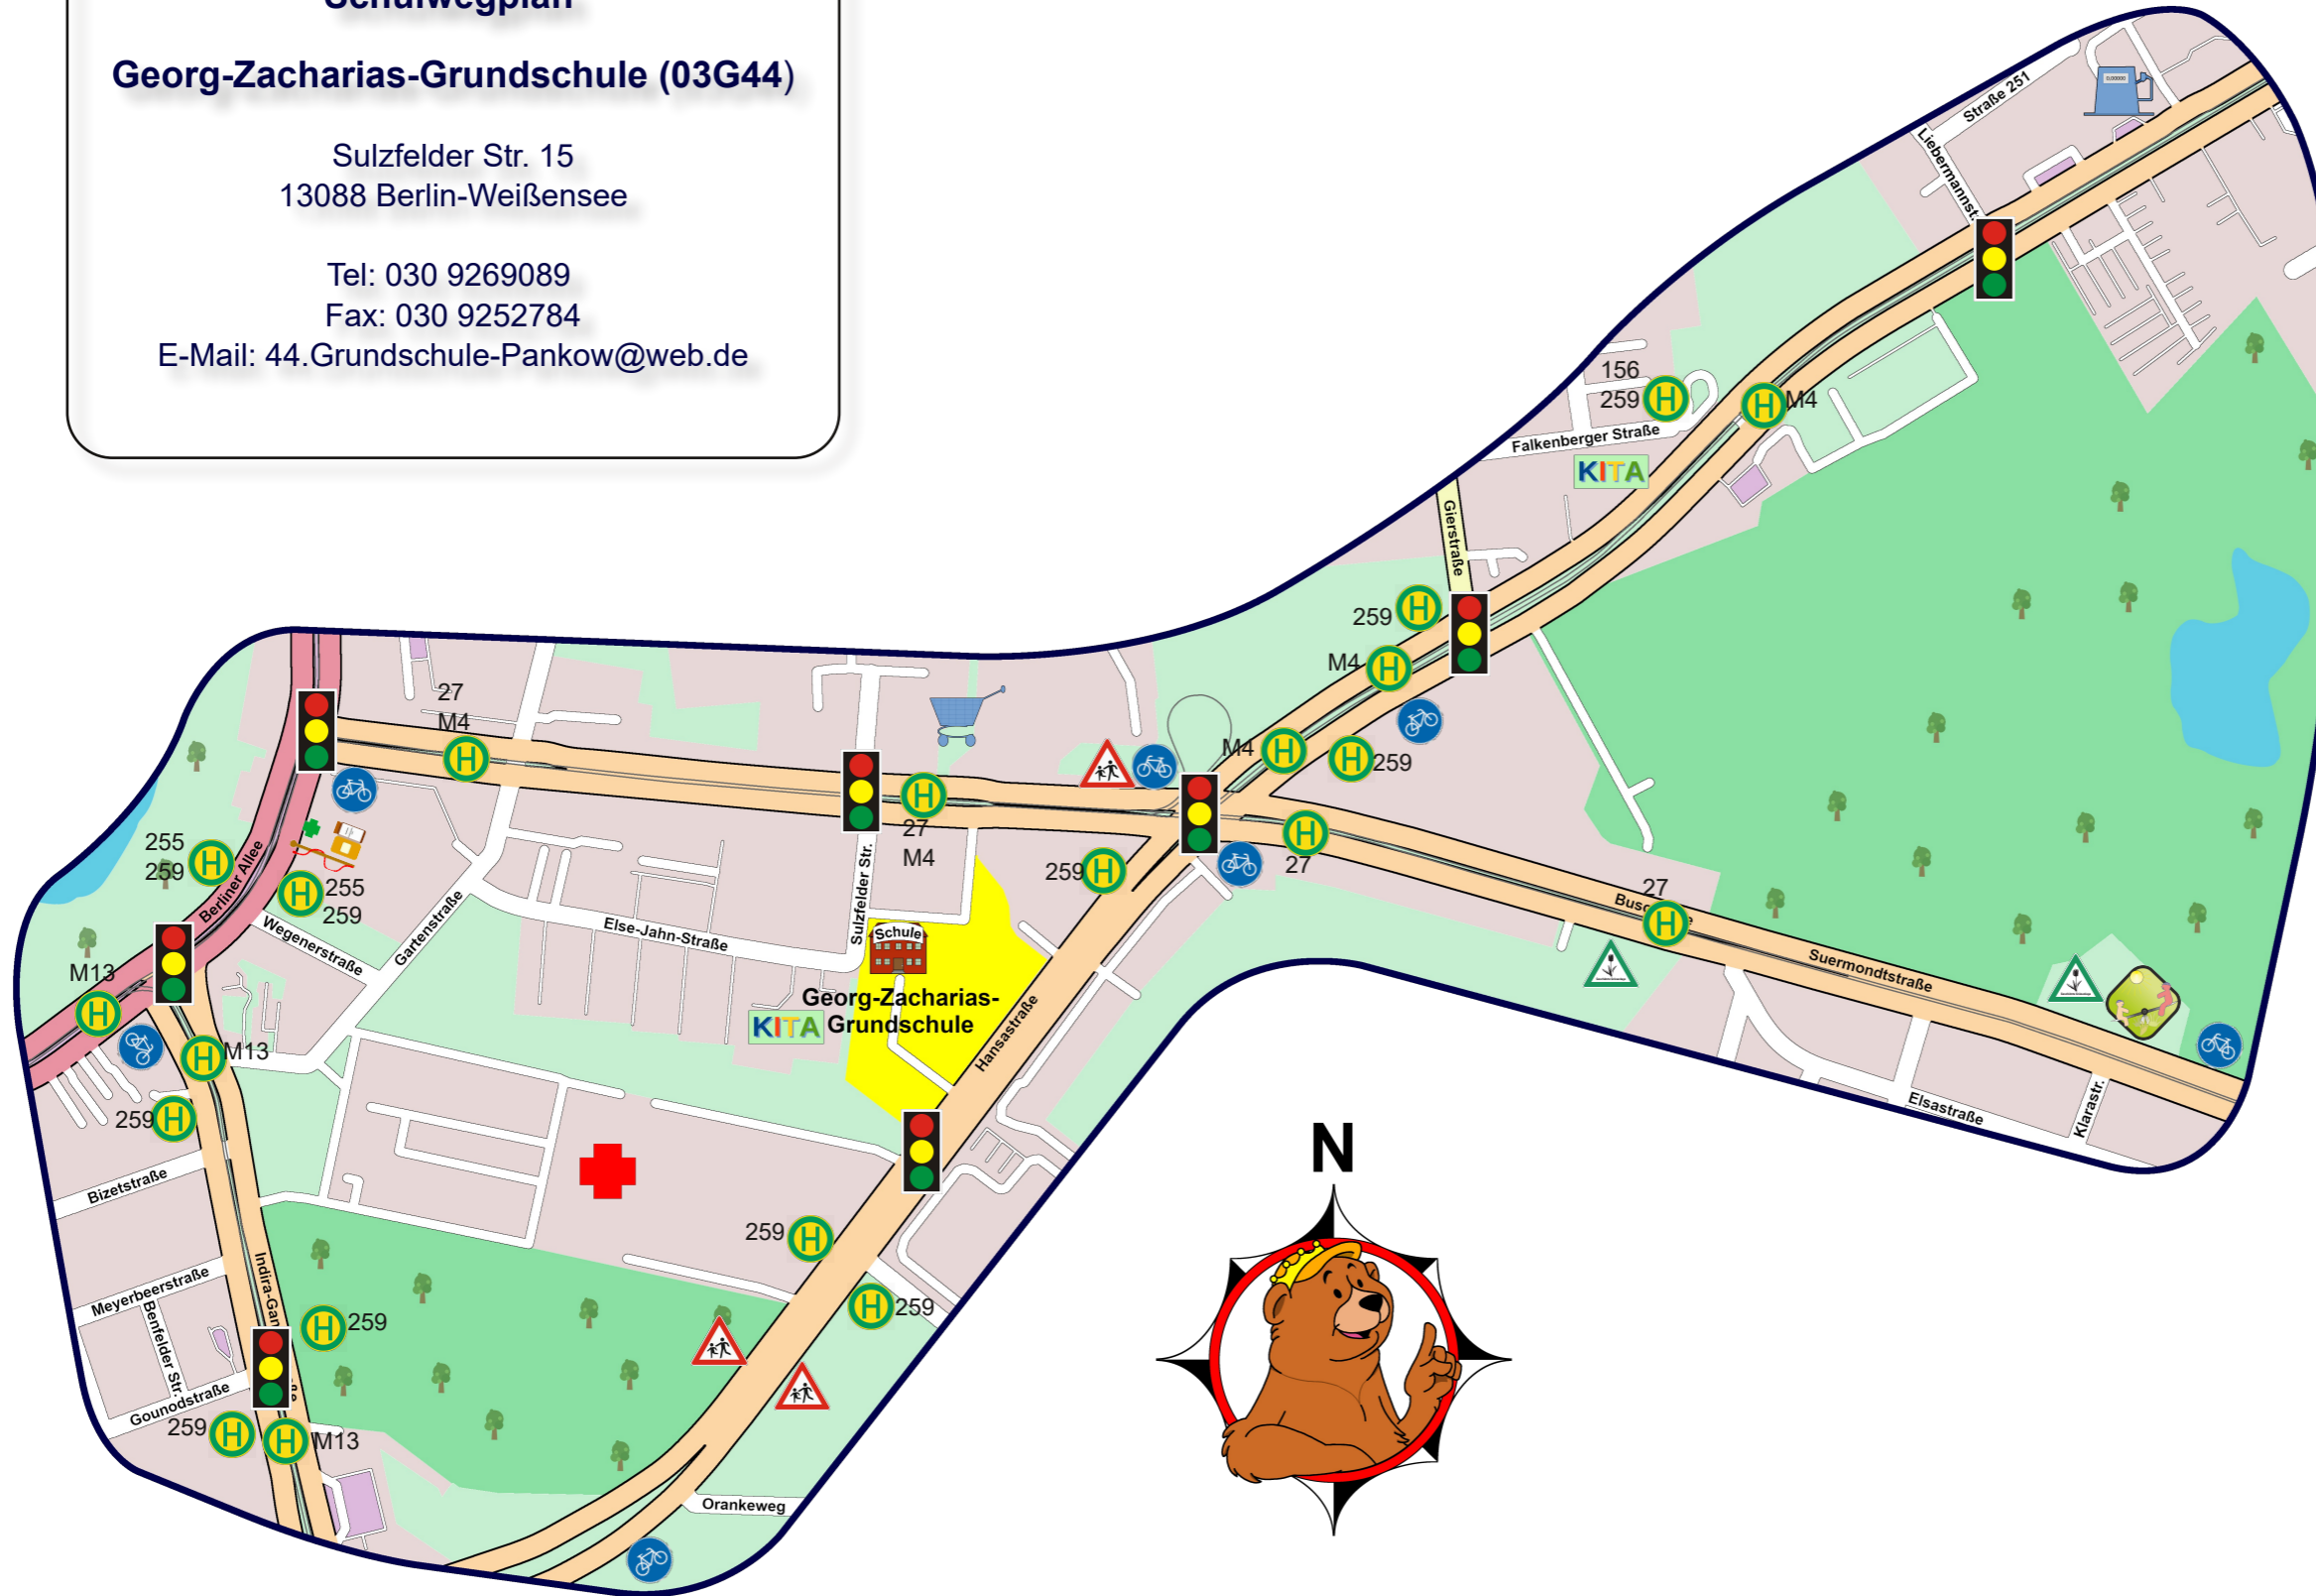 Schulwegplan
Georg-Zacharias-Grundschule (03G44)
Sulzfelder Str. 15
13088 Berlin-Weißensee
Tel: 030 9269089
Fax: 030 9252784
E-Mail: 44.Grundschule-Pankow@web.de
Straße 251
Liebermannst.
156
259
H
H
M4
Falkenberger Straße
KITA
Gierstraße
259
H
M4
H
27
M4
H
M4
H
H
259
H
27
M4
255
259
H
Berliner Allee
H
255
259
Wegenerstraße
Gartenstraße
Else-Jahn-Straße
Sulzfelder Str.
Schule
259
H
H
27
27
H
Suermondtstraße
M13
H
H
M13
Georg-Zacharias-
Grundschule
KITA
Hansastraße
259
H
Bizetstraße
Elsastraße
Klarastr.
N
259
H
H
259
Meyerbeerstraße
Benfelder Str.
Gounodstraße
H
259
259
H
H
M13
Orankeweg